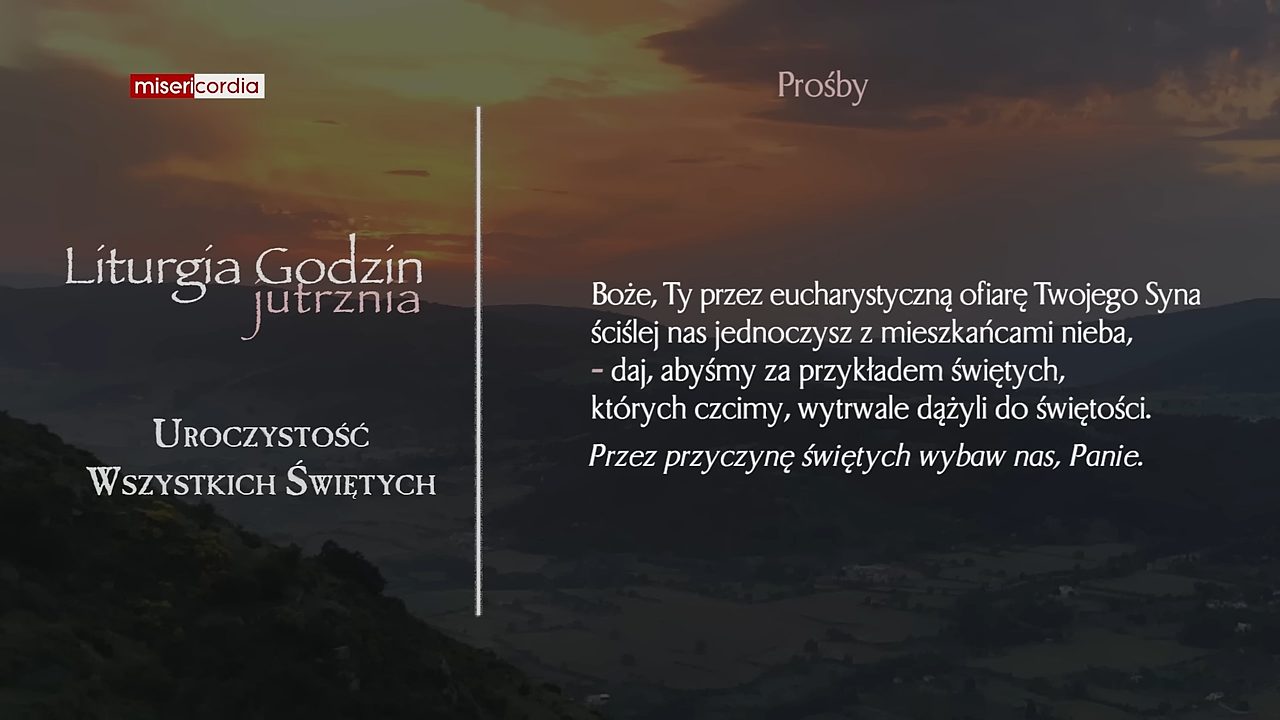 misericordia
Liturgia Godzin
jutrznia
Uroczystość
Wszystkich Świętych
Prośby
Boże, Ty przez eucharystyczną ofiarę Twojego Syna
ściślej nas jednoczysz z mieszkańcami nieba,
- daj, abyśmy za przykładem świętych,
których czcimy, wytrwale dążyli do świętości.
Przez przyczynę świętych wybaw nas, Panie.